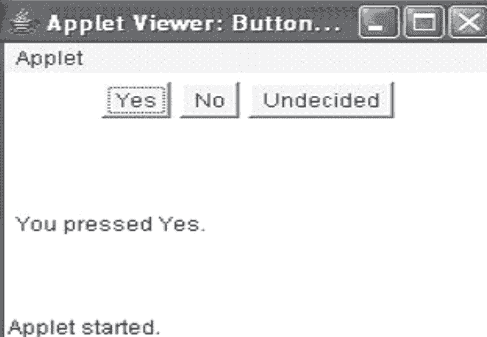 Applet Viewer: Button...
Applet
Yes No Undecided
You pressed Yes.
Applet started.